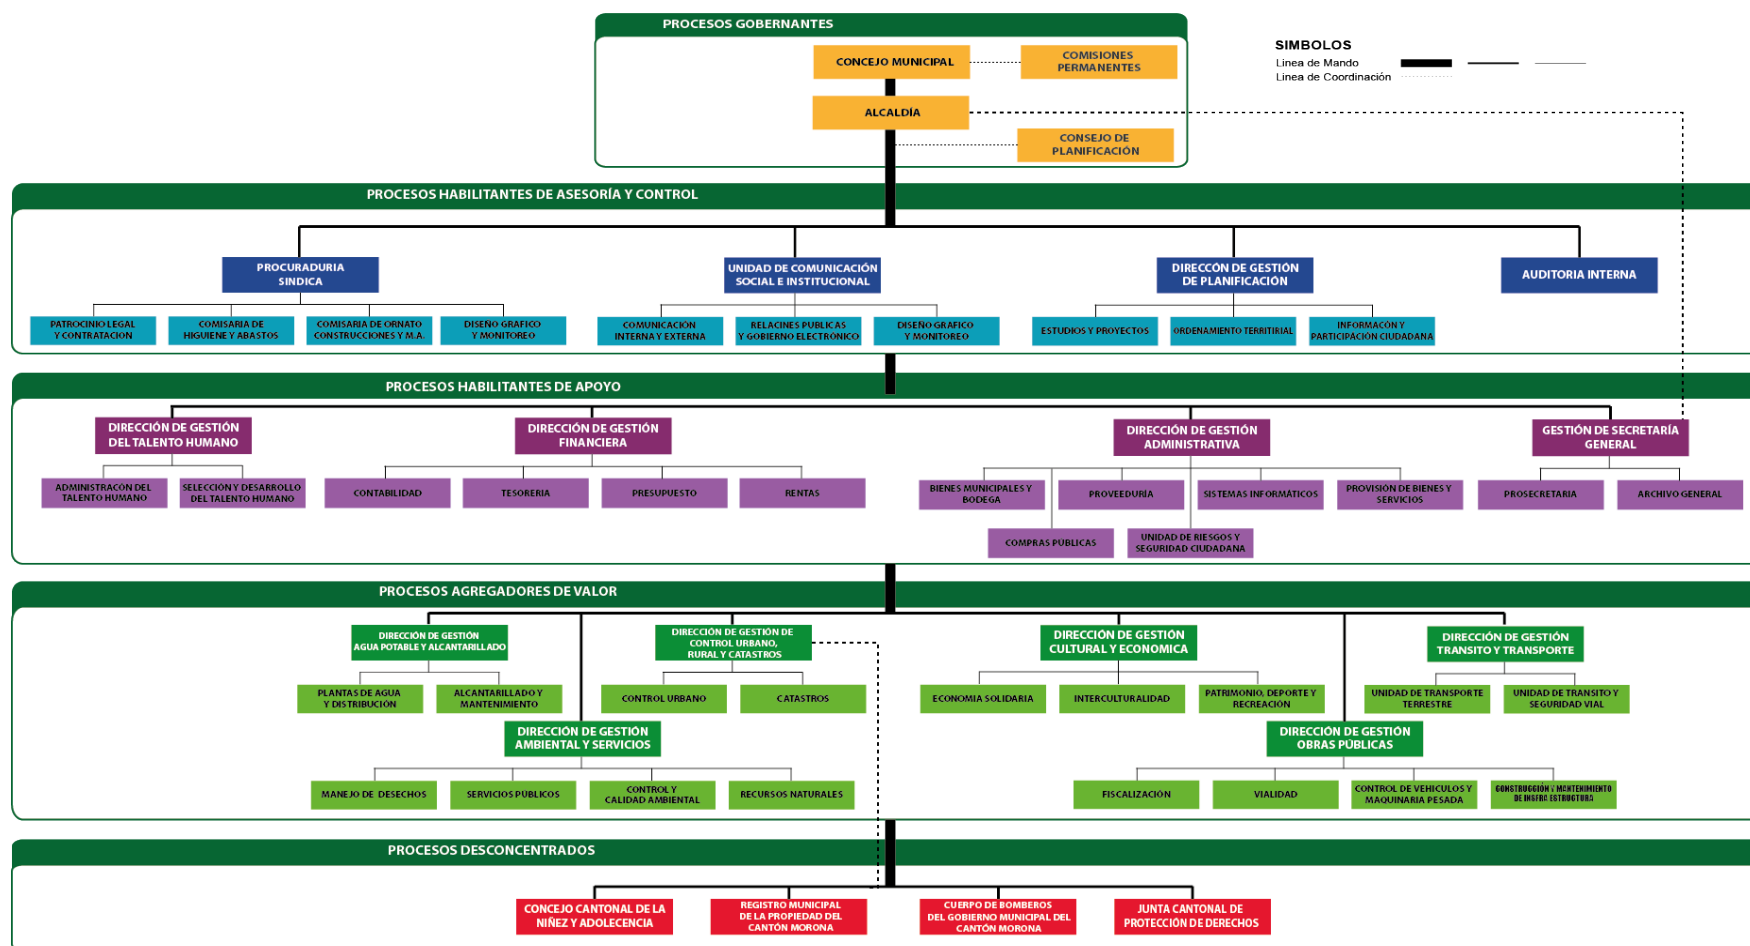 PROCESOS GOBERNANTES
CONCEJO MUNICIPAL
COMISIONES
PERMANENTES
ALCALDÍA
CONSEJO DE
PLANIFICACIÓN
SIMBOLOS
Linea de Mando
Linea de Coordinación
PROCESOS HABILITANTES DE ASESORÍA Y CONTROL
PROCURADURIA
SINDICA
UNIDAD DE COMUNICACIÓN
SOCIAL E INSTITUCIONAL
DIRECCÓN DE GESTIÓN
DE PLANIFICACIÓN
AUDITORIA INTERNA
PATROCINIO LEGAL
Y CONTRATACION
COMISARIA DE
HIGUIENE Y ABASTOS
COMISARIA DE ORNATO
CONSTRUCCIONES Y M.A.
DISEÑO GRAFICO
Y MONITOREO
COMUNICACIÓN
INTERNA Y EXTERNA
RELACINES PUBLICAS
Y GOBIERNO ELECTRÓNICO
DISEÑO GRAFICO
Y MONITOREO
ESTUDIOS Y PROYECTOS
ORDENAMIENTO TERRITIRIAL
INFORMACÓN Y
PARTICIPACIÓN CIUDADANA
PROCESOS HABILITANTES DE APOYO
DIRECCIÓN DE GESTIÓN
DEL TALENTO HUMANO
DIRECCIÓN DE GESTIÓN
FINANCIERA
DIRECCIÓN DE GESTIÓN
ADMINISTRATIVA
GESTIÓN DE SECRETARÍA
GENERAL
ADMINISTRACÓN DEL
TALENTO HUMANO
SELECCIÓN Y DESARROLLO
DEL TALENTO HUMANO
CONTABILIDAD
TESORERIA
PRESUPUESTO
RENTAS
BIENES MUNICIPALES Y
BODEGA
PROVEEDURÍA
SISTEMAS INFORMÁTICOS
PROVISIÓN DE BIENES Y
SERVICIOS
PROSECRETARIA
ARCHIVO GENERAL
COMPRAS PÚBLICAS
UNIDAD DE RIESGOS Y
SEGURIDAD CIUDADANA
PROCESOS AGREGADORES DE VALOR
DIRECCIÓN DE GESTIÓN
AGUA POTABLE Y ALCANTARILLADO
DIRECCIÓN DE GESTIÓN DE
CONTROL URBANO,
RURAL Y CATASTROS
DIRECCIÓN DE GESTIÓN
CULTURAL Y ECONOMICA
DIRECCIÓN DE GESTIÓN
TRANSITO Y TRANSPORTE
PLANTAS DE AGUA
Y DISTRIBUCIÓN
ALCANTARILLADO Y
MANTENIMIENTO
CONTROL URBANO
CATASTROS
ECONOMIA SOLIDARIA
INTERCULTURALIDAD
PATRIMONIO, DEPORTE Y
RECREACIÓN
UNIDAD DE TRANSPORTE
TERRESTRE
UNIDAD DE TRANSITO Y
SEGURIDAD VIAL
DIRECCIÓN DE GESTIÓN
AMBIENTAL Y SERVICIOS
DIRECCIÓN DE GESTIÓN
OBRAS PÚBLICAS
MANEJO DE DESECHOS
SERVICIOS PÚBLICOS
CONTROL Y
CALIDAD AMBIENTAL
RECURSOS NATURALES
FISCALIZACIÓN
VIALIDAD
CONTROL DE VEHICULOS Y
MAQUINARIA PESADA
CONSTRUCCIÓN Y MANTENIMIENTO
DE INSFRA ESTRUCTURA
PROCESOS DESCONCENTRADOS
CONCEJO CANTONAL DE LA
NIÑEZ Y ADOLECENCIA
REGISTRO MUNICIPAL
DE LA PROPIEDAD DEL
CANTÓN MORONA
CUERPO DE BOMBEROS
DEL GOBIERNO MUNICIPAL DEL
CANTÓN MORONA
JUNTA CANTONAL DE
PROTECCIÓN DE DERECHOS